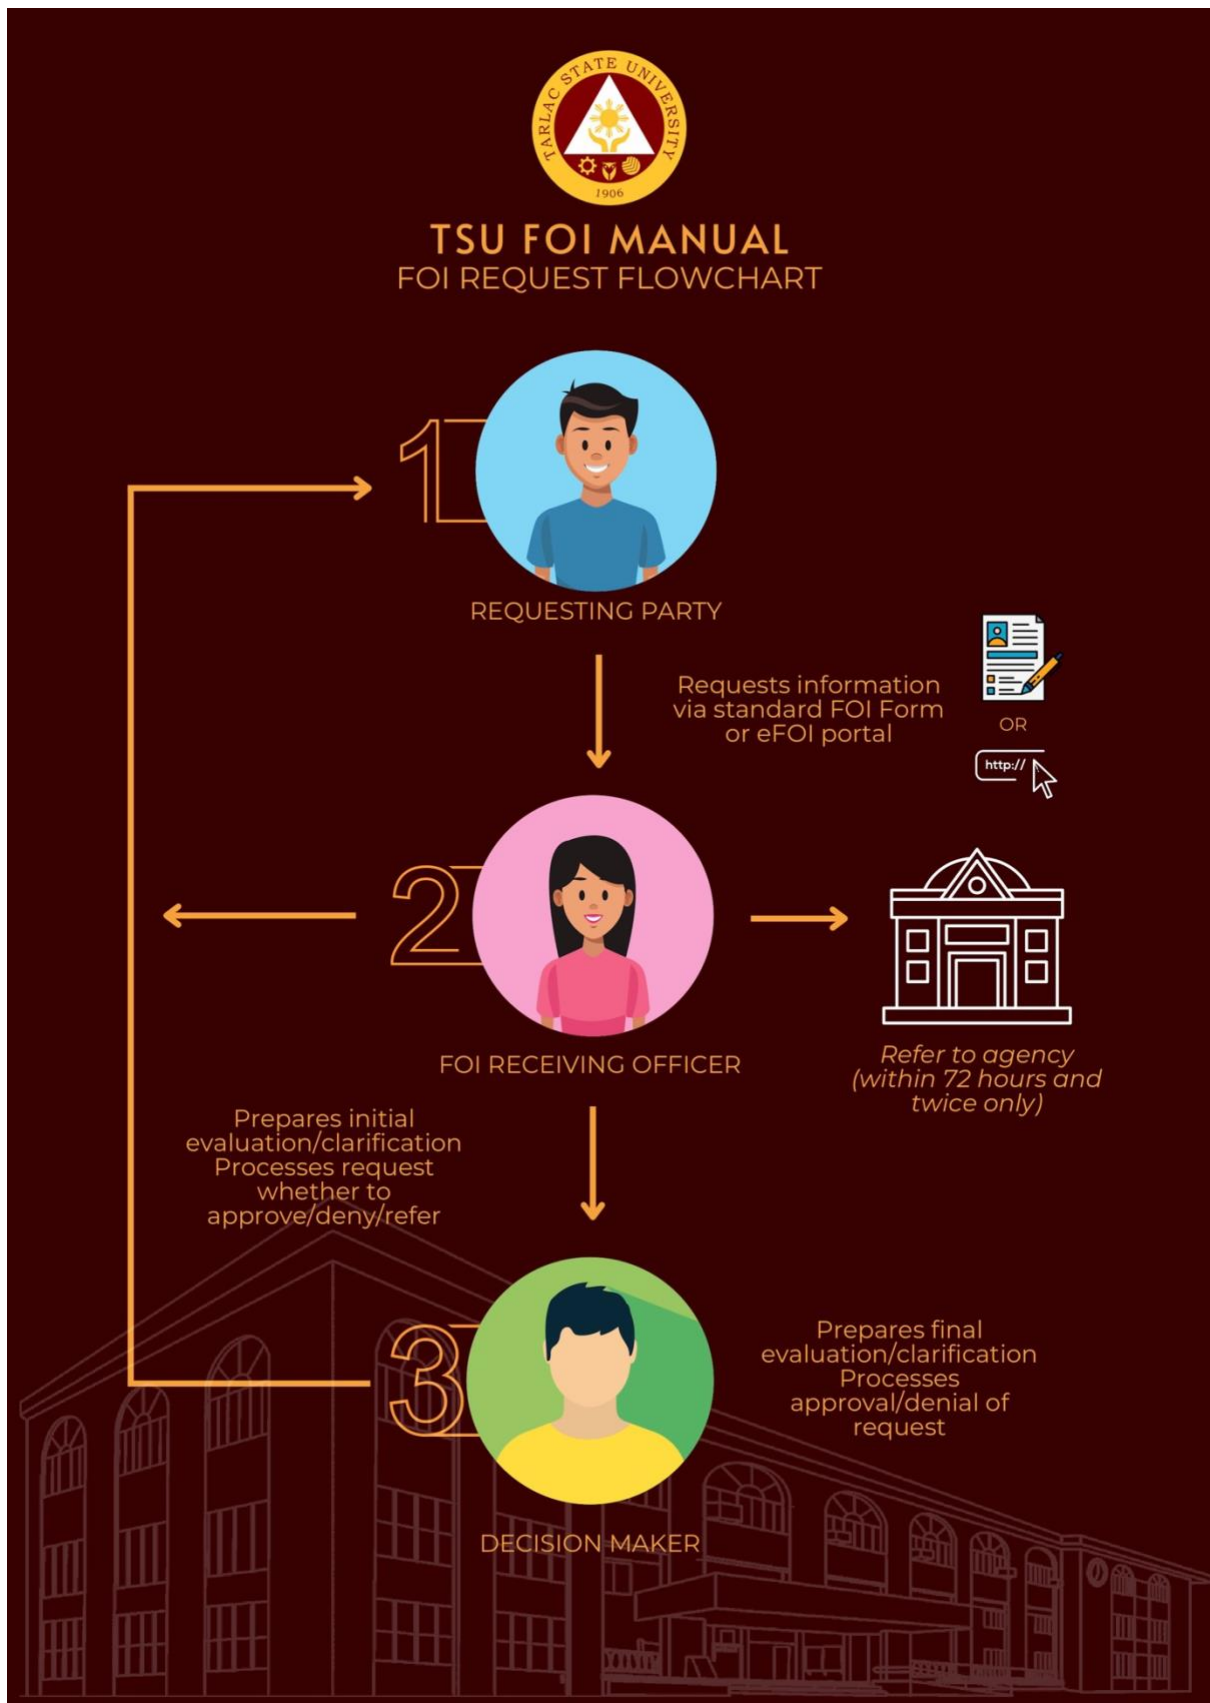 TARLAC STATE UNIVERSITY
1906
TSU FOI MANUAL
FOI REQUEST FLOWCHART
1
REQUESTING PARTY
Requests information
via standard FOI Form
or eFOI portal
OR
http://
2
FOI RECEIVING OFFICER
Refer to agency
(within 72 hours and
twice only)
Prepares initial
evaluation/clarification
Processes request
whether to
approve/deny/refer
3
Prepares final
evaluation/clarification
Processes
approval/denial of
request
DECISION MAKER